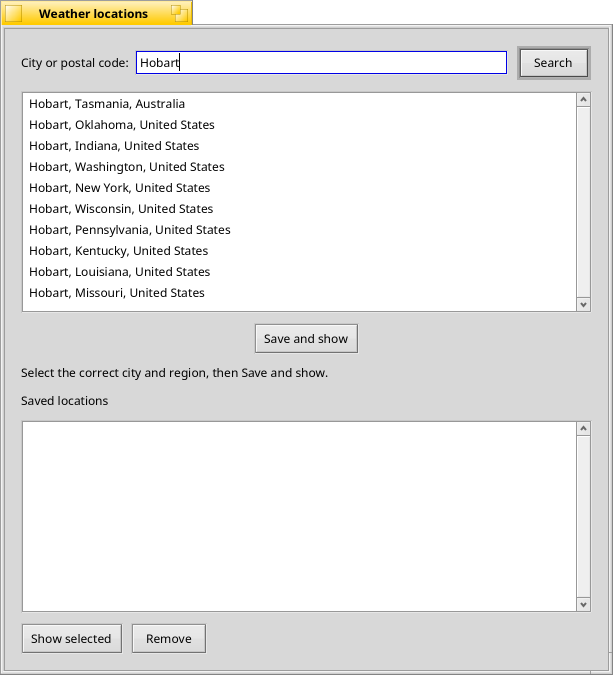 Weather locations
City or postal code: Hobart Search
Hobart, Tasmania, Australia
Hobart, Oklahoma, United States
Hobart, Indiana, United States
Hobart, Washington, United States
Hobart, New York, United States
Hobart, Wisconsin, United States
Hobart, Pennsylvania, United States
Hobart, Kentucky, United States
Hobart, Louisiana, United States
Hobart, Missouri, United States
Save and show
Select the correct city and region, then Save and show.
Saved locations
Show selected Remove